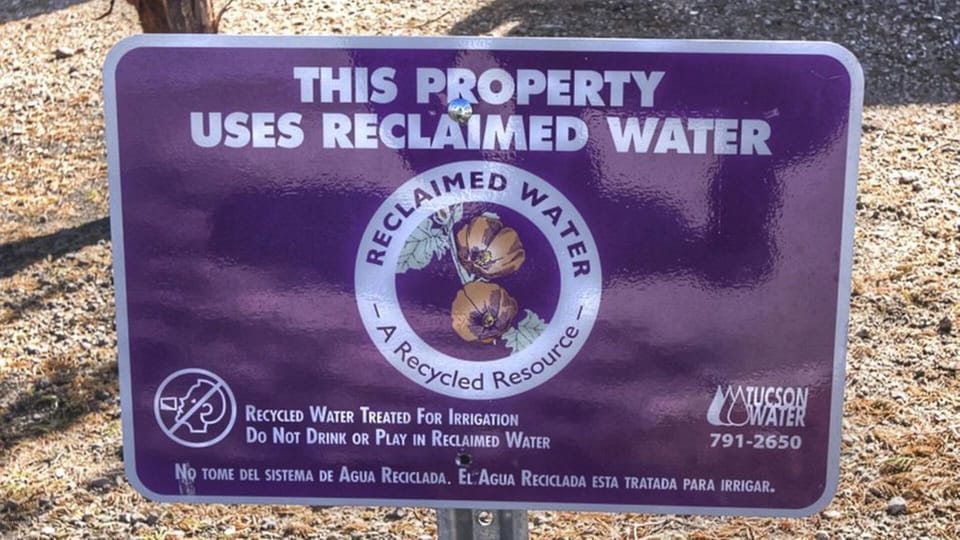 THIS PROPERTY
USES RECLAIMED WATER
RECLAIMED WATER
– A Recycled Resource –
RECYCLED WATER TREATED FOR IRRIGATION
DO NOT DRINK OR PLAY IN RECLAIMED WATER
TUCSON
WATER
791-2650
NO TOME DEL SISTEMA DE AGUA RECICLADA. EL AGUA RECICLADA ESTA TRATADA PARA IRRIGAR.